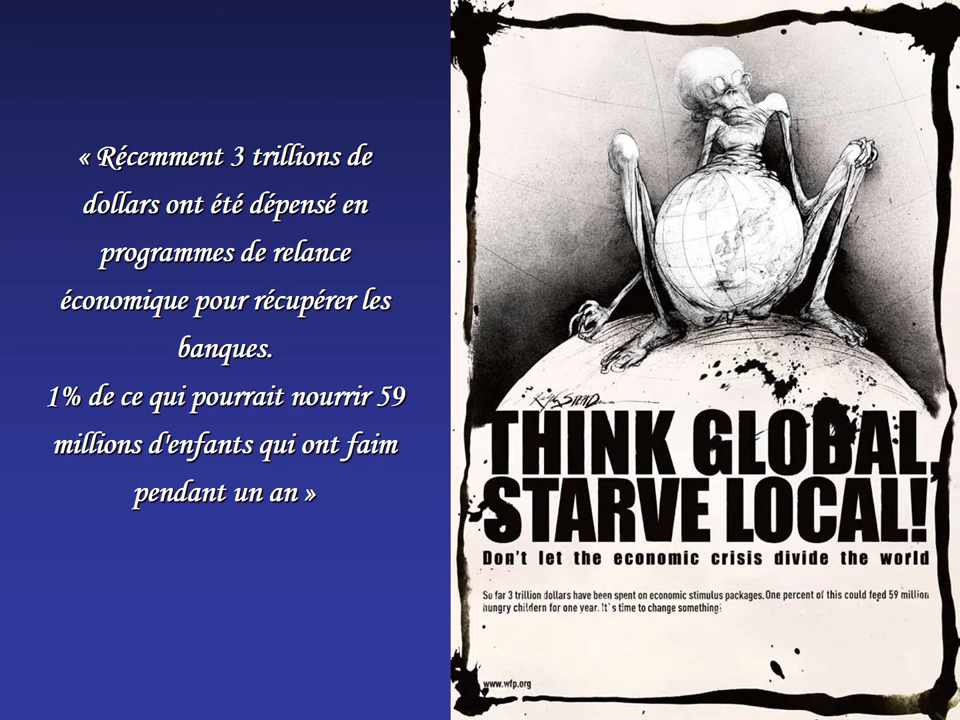 « Récemment 3 trillions de
dollars ont été dépensé en
programmes de relance
économique pour récupérer les
banques.
1% de ce qui pourrait nourrir 59
millions d'enfants qui ont faim
pendant un an »
THINK GLOBAL,
STARVE LOCAL!
Don't let the economic crisis divide the world
So far 3 trillion dollars have been spent on economic stimulus packages. One percent of this could feed 59 million
hungry childern for one year. It`s time to change something!
www.wfp.org